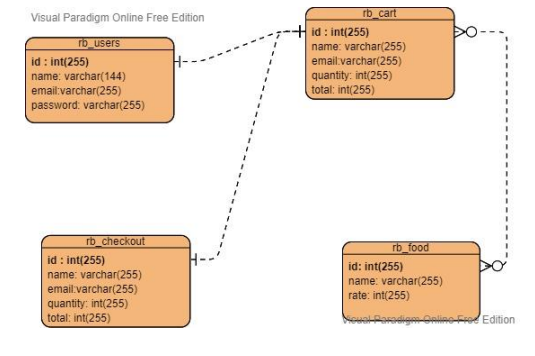 Visual Paradigm Online Free Edition
rb_users
id : int(255)
name: varchar(144)
email:varchar(255)
password: varchar(255)
rb_cart
id : int(255)
name: varchar(255)
email:varchar(255)
quantity: int(255)
total: int(255)
rb_checkout
id : int(255)
name: varchar(255)
email:varchar(255)
quantity: int(255)
total: int(255)
rb_food
id: int(255)
name: varchar(255)
rate: int(255)
Visual Paradigm Online Free Edition